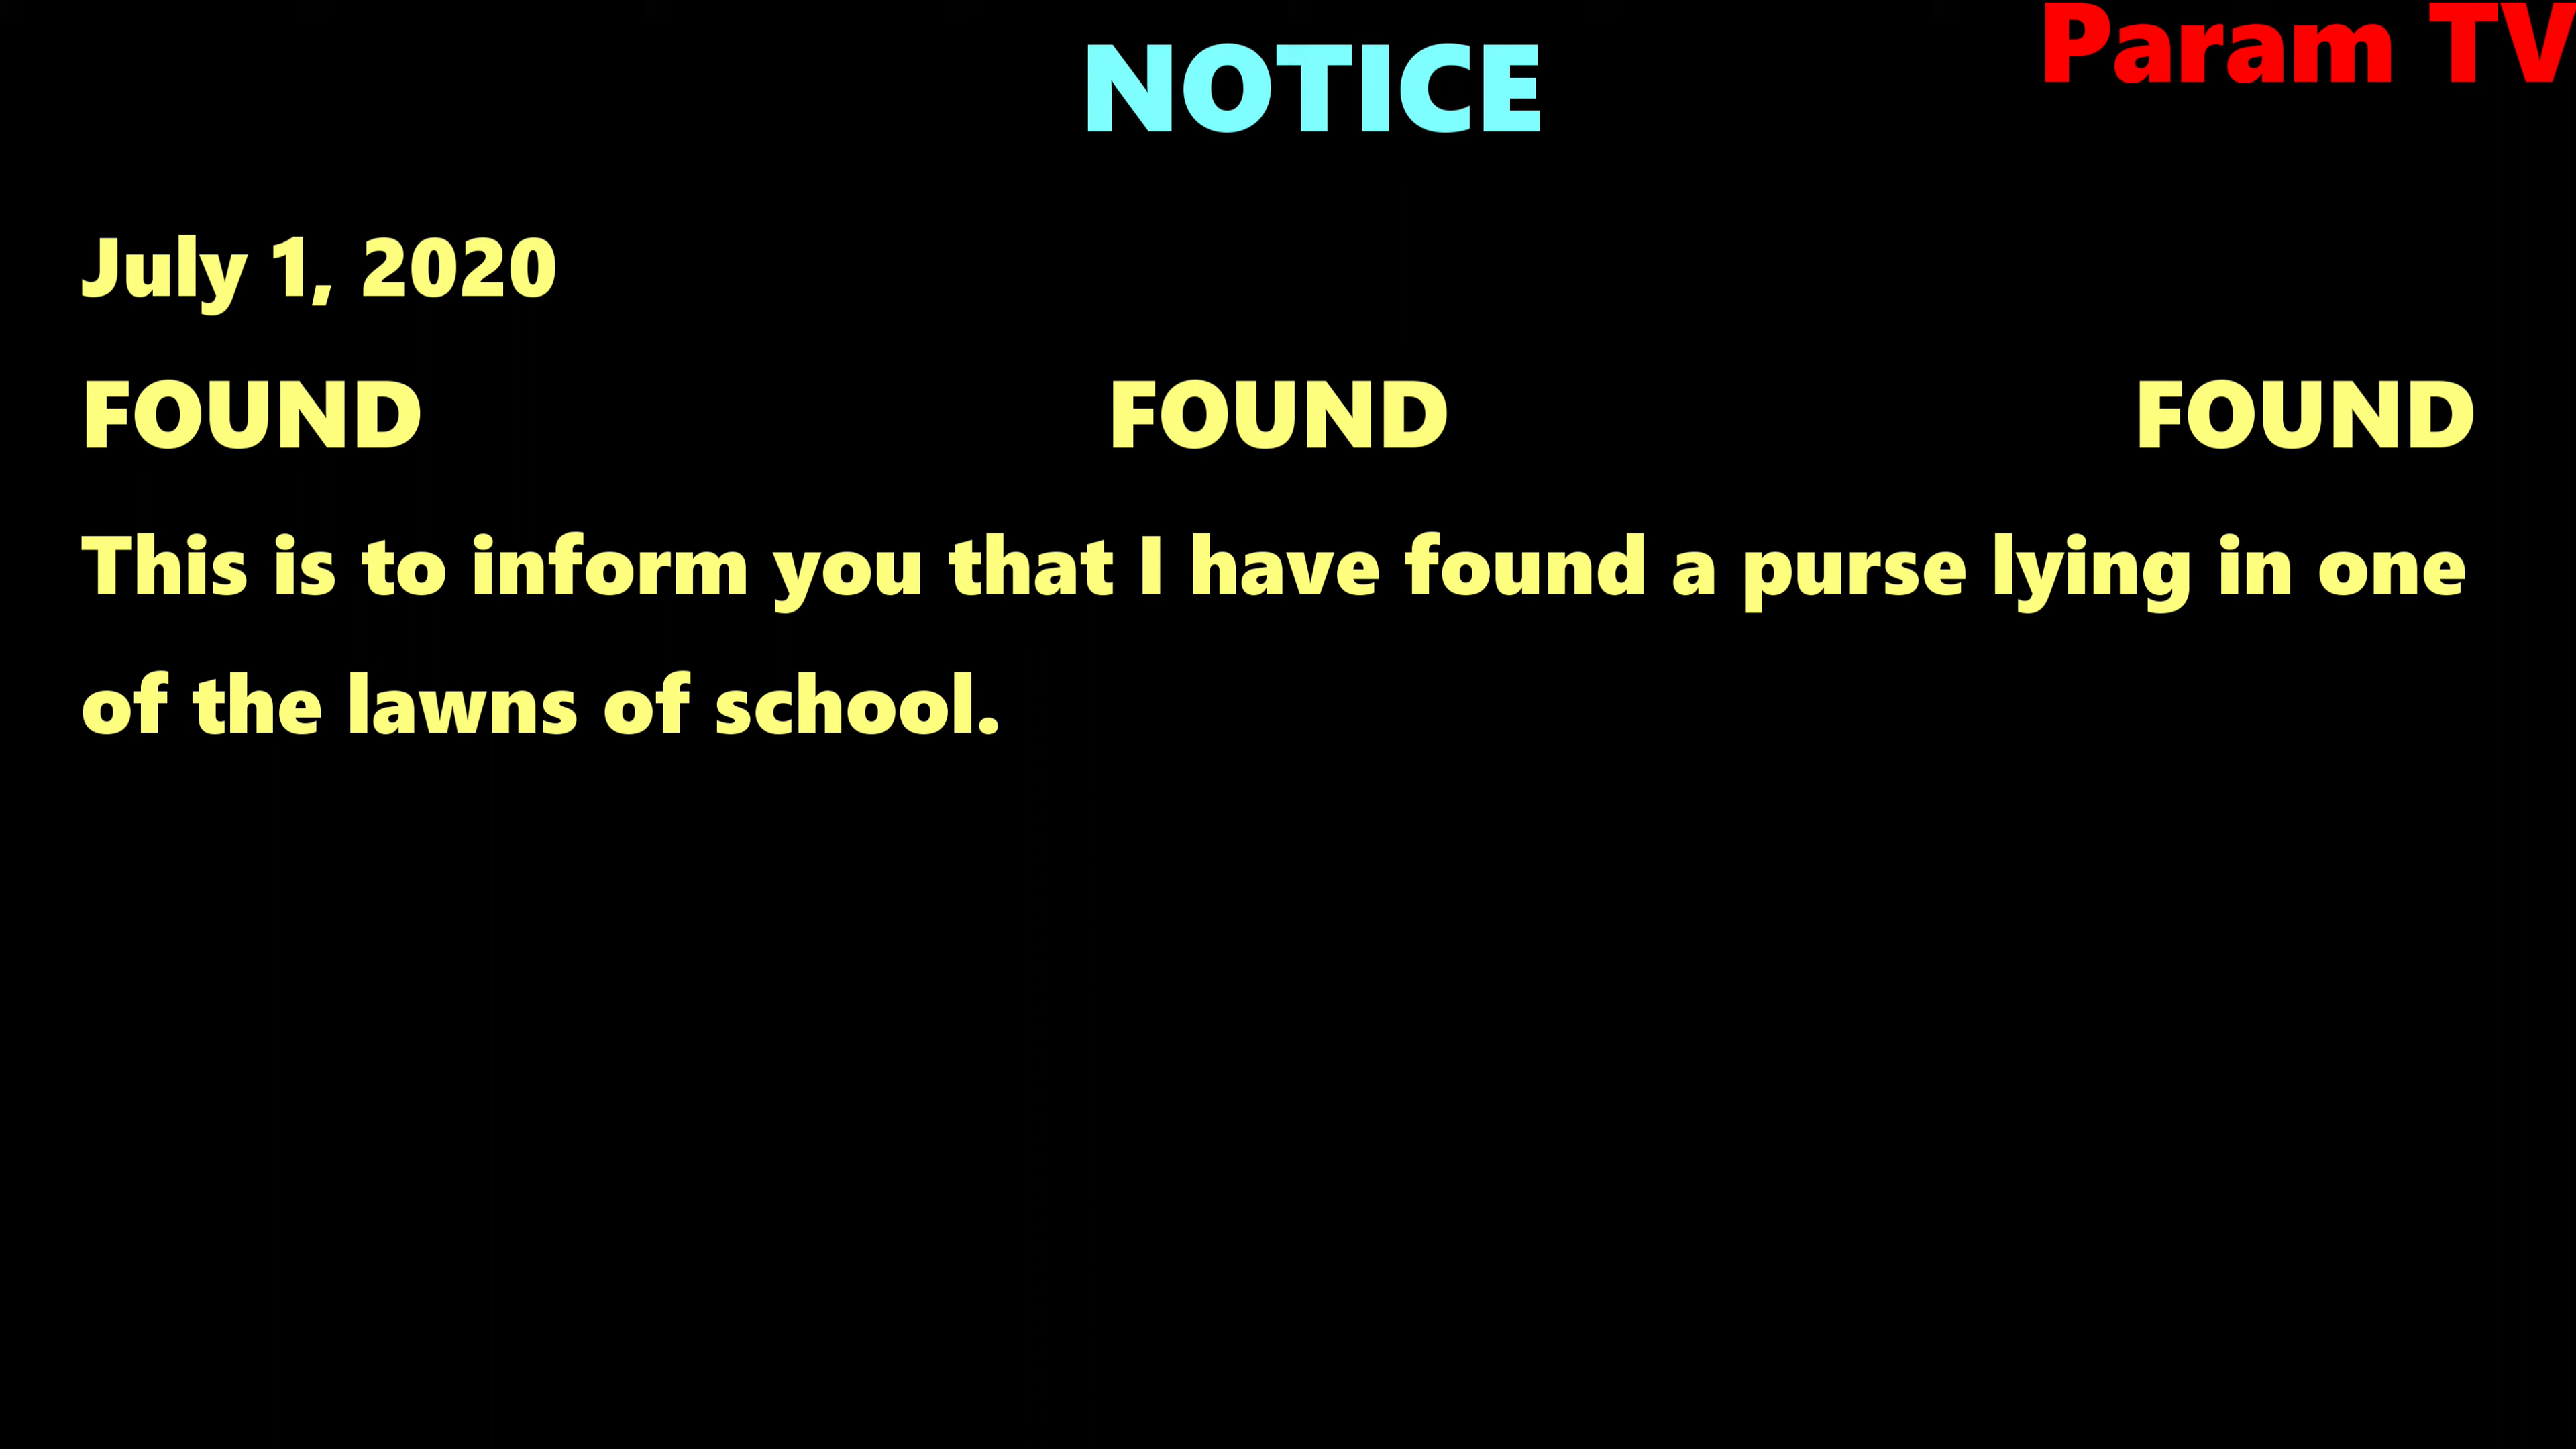 Param TV
NOTICE
July 1, 2020
FOUND FOUND FOUND
This is to inform you that I have found a purse lying in one
of the lawns of school.